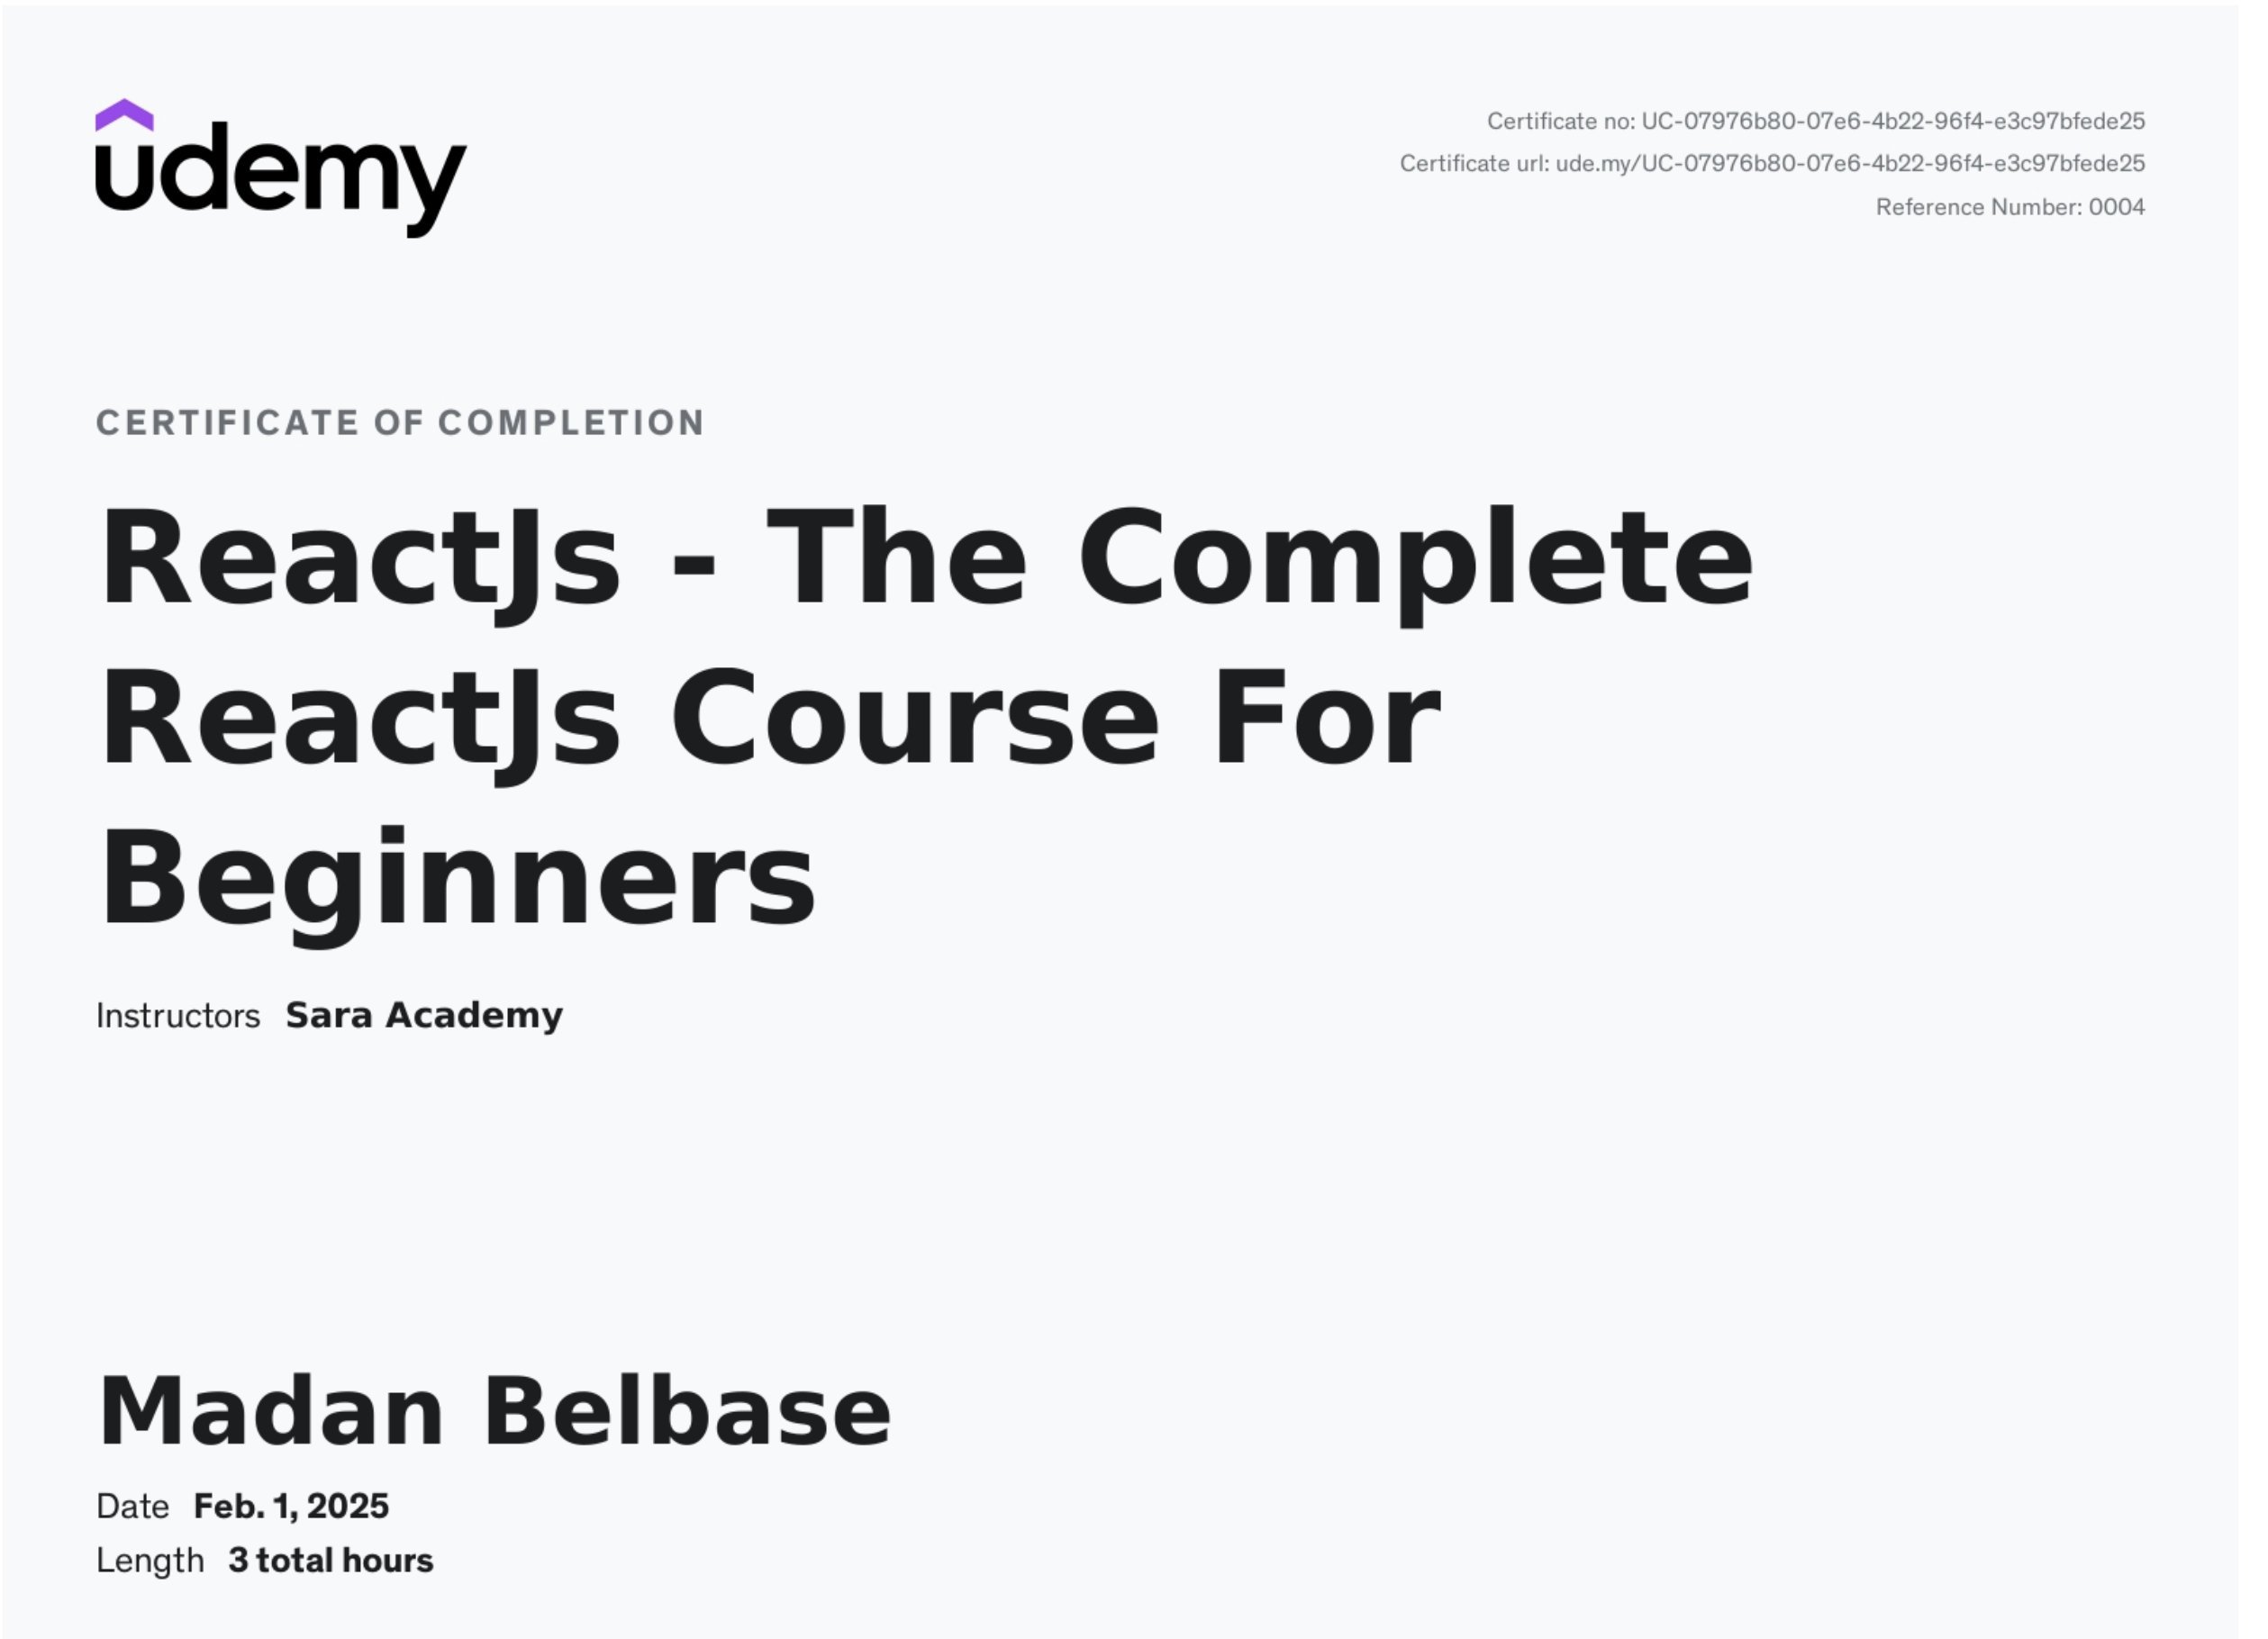 udemy
Certificate no: UC-07976b80-07e6-4b22-96f4-e3c97bfede25
Certificate url: ude.my/UC-07976b80-07e6-4b22-96f4-e3c97bfede25
Reference Number: 0004
CERTIFICATE OF COMPLETION
ReactJs - The Complete
ReactJs Course For
Beginners
Instructors Sara Academy
Madan Belbase
Date Feb. 1, 2025
Length 3 total hours